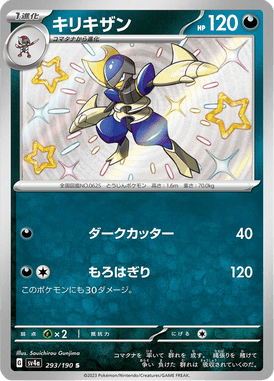 1進化 キリキザン HP 120
コマタナから進化
全国図鑑No.0625 とうじんポケモン 高さ:1.6m 重さ:70.0kg
ダークカッター 40
もろはぎり 120
このポケモンにも30ダメージ。
弱点 ×2 抵抗力 にげる
Illus. Souichirou Gunjima
G sv4a 293/190 S
コマタナを 率いて 群れを 成す。
©2023 Pokémon/Nintendo/Creatures/GAME FREAK.